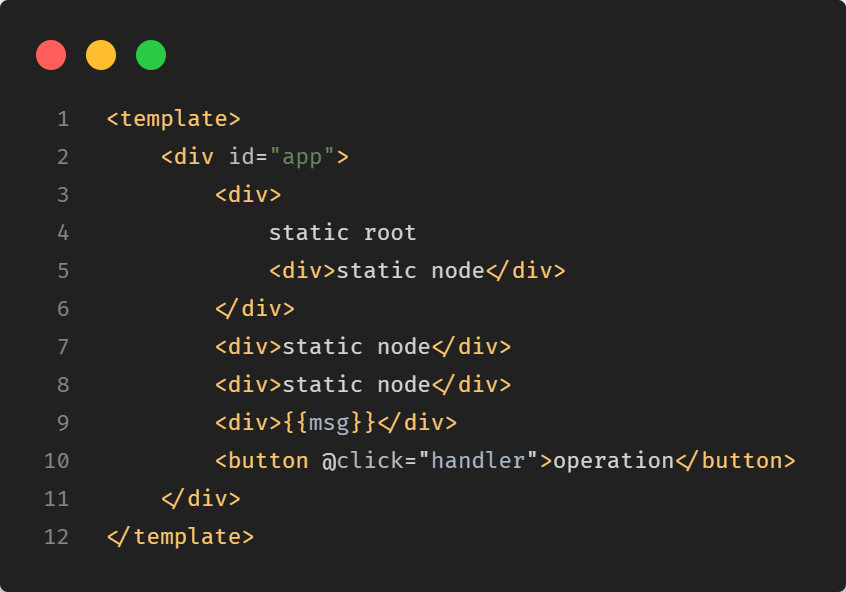 1 <template>
2     <div id="app">
3         <div>
4             static root
5             <div>static node</div>
6         </div>
7         <div>static node</div>
8         <div>static node</div>
9         <div>{{msg}}</div>
10         <button @click="handler">operation</button>
11     </div>
12 </template>